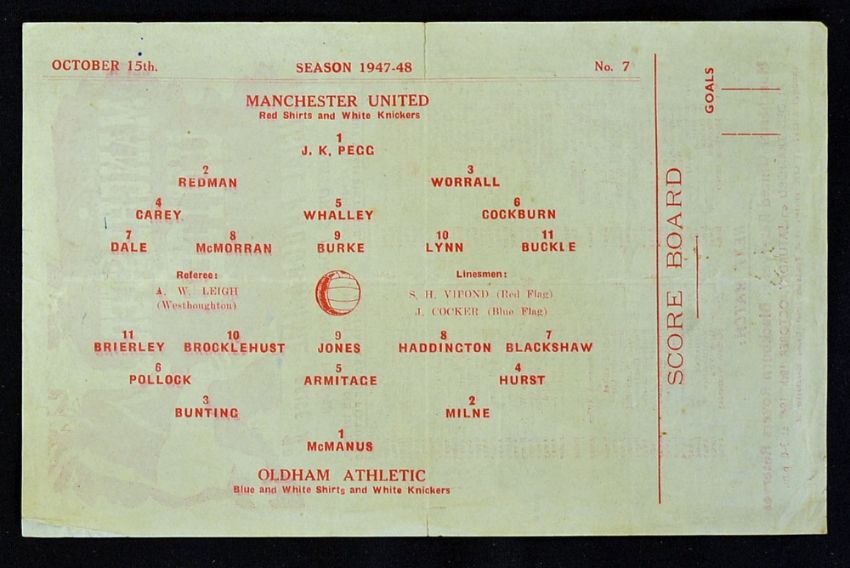 OCTOBER 15th. SEASON 1947-48 No. 7
MANCHESTER UNITED
Red Shirts and White Knickers
1
J. K. PEGG
2 3
REDMAN WORRALL
4 5 6
CAREY WHALLEY COCKBURN
7 8 9 10 11
DALE McMORRAN BURKE LYNN BUCKLE
Referee: Linesmen:
A. W. LEIGH S. H. VIPOND (Red Flag)
(Westhoughton) J. COCKER (Blue Flag)
11 10 9 8 7
BRIERLEY BROCKLEHUST JONES HADDINGTON BLACKSHAW
6 5 4
POLLOCK ARMITAGE HURST
3 2
BUNTING MILNE
1
McMANUS
OLDHAM ATHLETIC
Blue and White Shirts and White Knickers
SCORE BOARD
GOALS